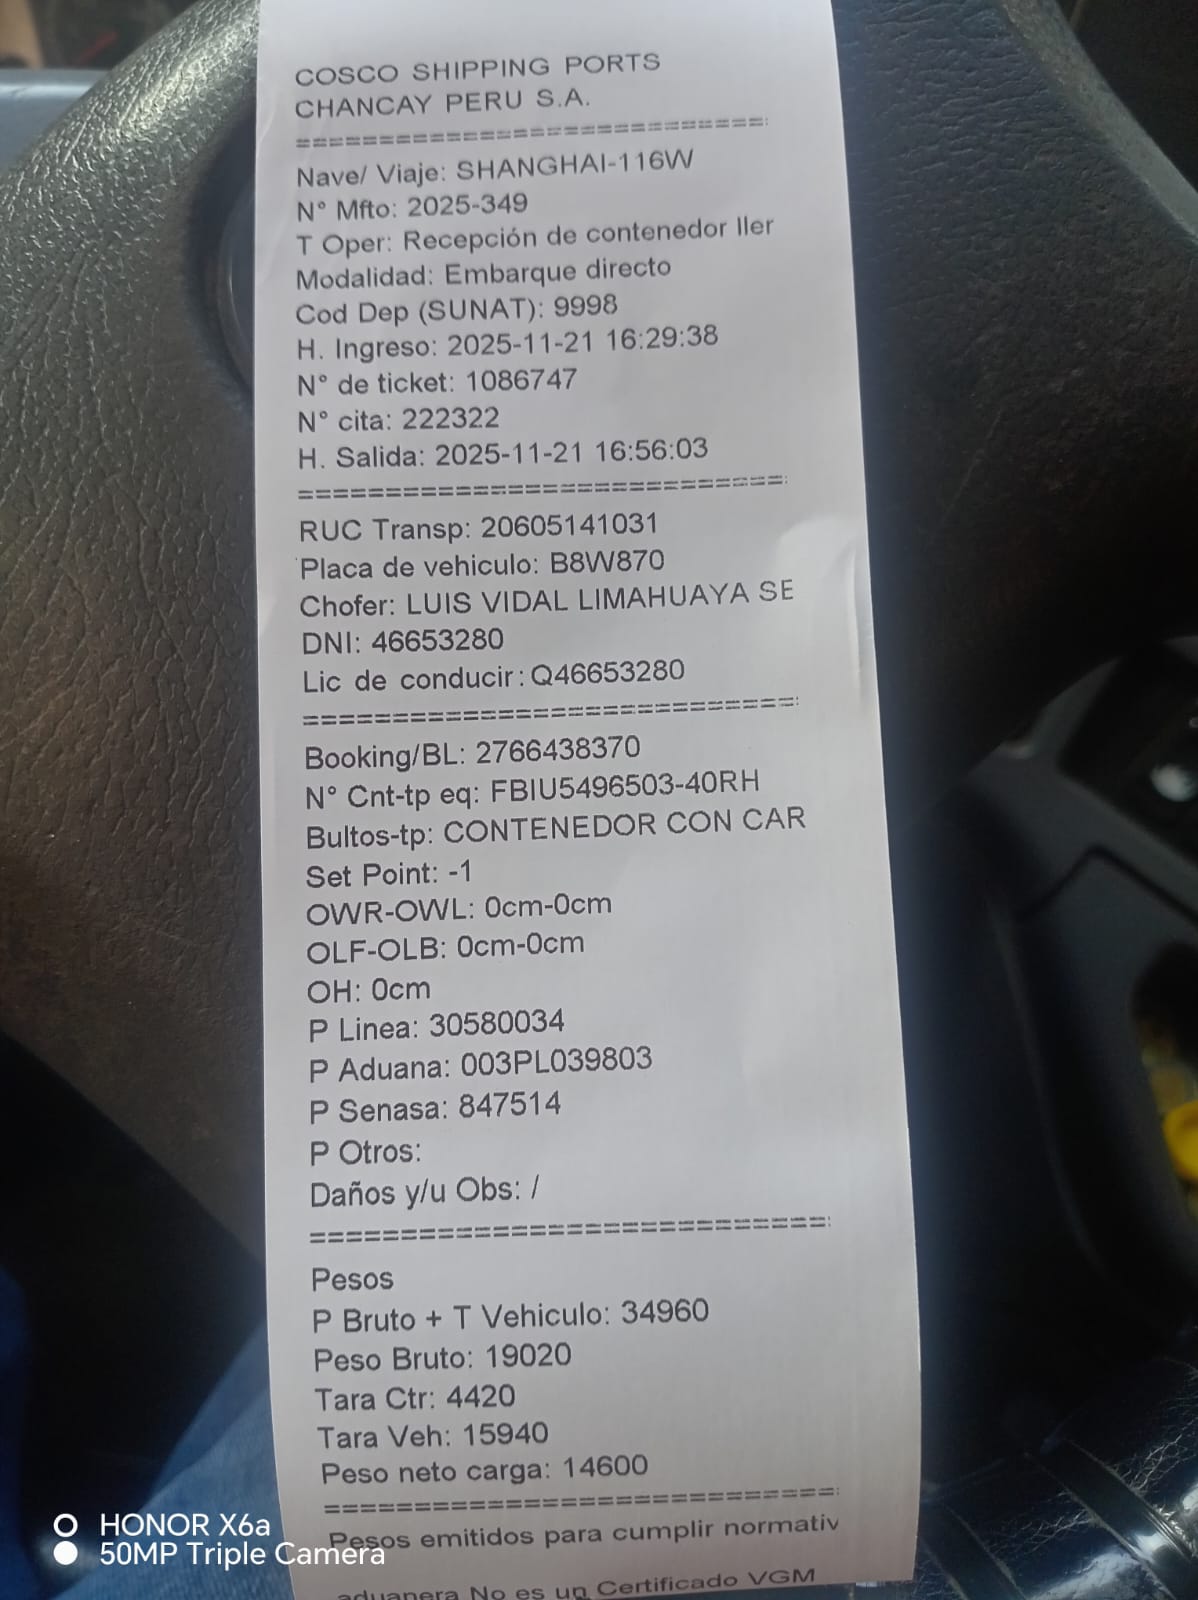 COSCO SHIPPING PORTS
CHANCAY PERU S.A.
==============================
Nave/ Viaje: SHANGHAI-116W
N° Mfto: 2025-349
T Oper: Recepción de contenedor ller
Modalidad: Embarque directo
Cod Dep (SUNAT): 9998
H. Ingreso: 2025-11-21 16:29:38
N° de ticket: 1086747
N° cita: 222322
H. Salida: 2025-11-21 16:56:03
==============================
RUC Transp: 20605141031
Placa de vehiculo: B8W870
Chofer: LUIS VIDAL LIMAHUAYA SE
DNI: 46653280
Lic de conducir: Q46653280
==============================
Booking/BL: 2766438370
N° Cnt-tp eq: FBIU5496503-40RH
Bultos-tp: CONTENEDOR CON CAR
Set Point: -1
OWR-OWL: 0cm-0cm
OLF-OLB: 0cm-0cm
OH: 0cm
P Linea: 30580034
P Aduana: 003PL039803
P Senasa: 847514
P Otros:
Daños y/u Obs: /
==============================
Pesos
P Bruto + T Vehiculo: 34960
Peso Bruto: 19020
Tara Ctr: 4420
Tara Veh: 15940
Peso neto carga: 14600
==============================
Pesos emitidos para cumplir normativ
aduanera No es un Certificado VGM
HONOR X6a
50MP Triple Camera